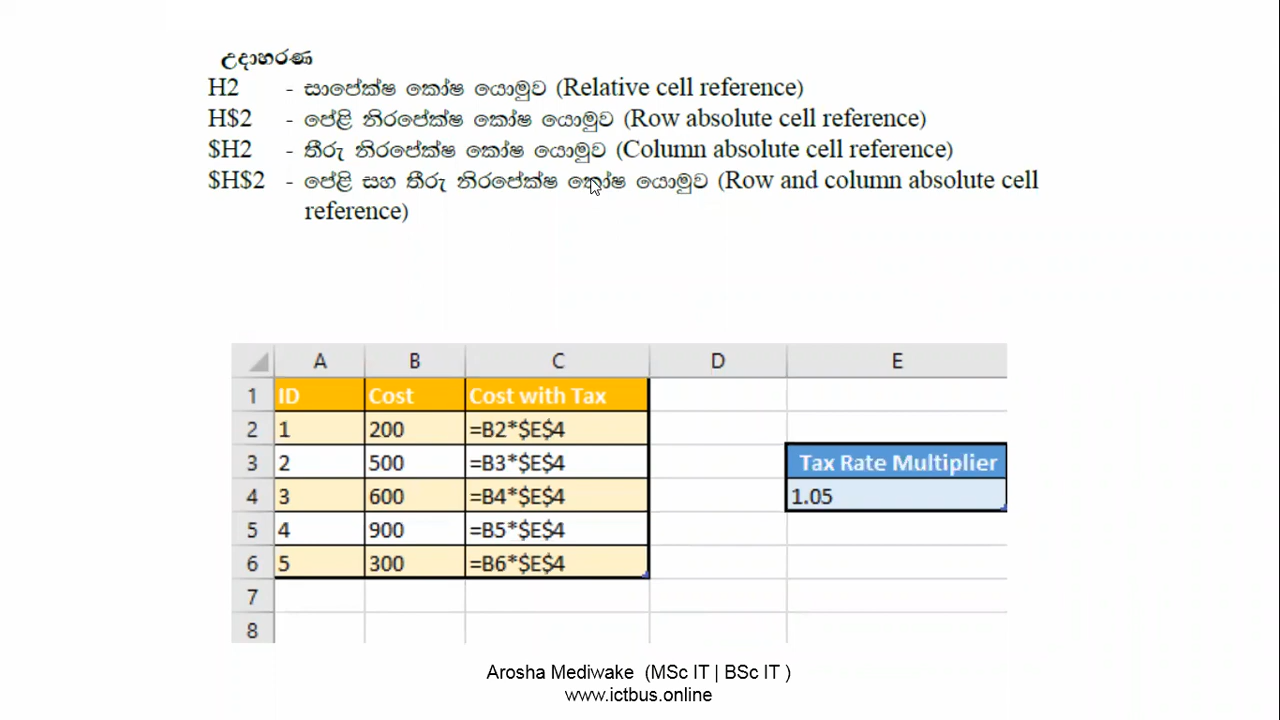 උදාහරණ
H2 - සාපේක්ෂ කෝෂ යොමුව (Relative cell reference)
H$2 - පේළි නිරපේක්ෂ කෝෂ යොමුව (Row absolute cell reference)
$H2 - තීරු නිරපේක්ෂ කෝෂ යොමුව (Column absolute cell reference)
$H$2 - පේළි සහ තීරු නිරපේක්ෂ කෝෂ යොමුව (Row and column absolute cell
reference)
A B C D E
1 ID Cost Cost with Tax
2 1 200 =B2*$E$4
3 2 500 =B3*$E$4 Tax Rate Multiplier
4 3 600 =B4*$E$4 1.05
5 4 900 =B5*$E$4
6 5 300 =B6*$E$4
7
8
Arosha Mediwake (MSc IT | BSc IT )
www.ictbus.online